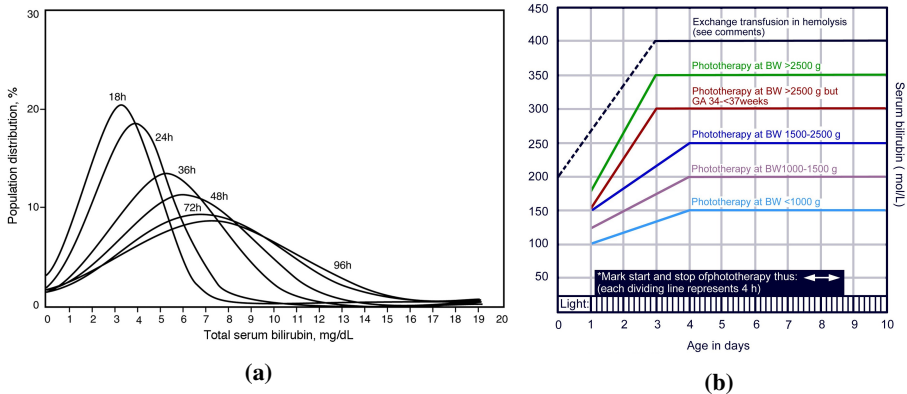 30
20
10
0
Population distribution, %
18h
24h
36h
48h
72h
96h
0 1 2 3 4 5 6 7 8 9 10 11 12 13 14 15 16 17 18 19 20
Total serum bilirubin, mg/dL
(a)
450
400
350
300
250
200
150
100
50
Exchange transfusion in hemolysis
(see comments)
Phototherapy at BW >2500 g
Phototherapy at BW >2500 g but
GA 34-<37weeks
Phototherapy at BW 1500-2500 g
Phototherapy at BW1000-1500 g
Phototherapy at BW <1000 g
*Mark start and stop ofphototherapy thus:
(each dividing line represents 4 h)
Light:
0 1 2 3 4 5 6 7 8 9 10
Age in days
Serum bilirubin ( mol/L)
(b)